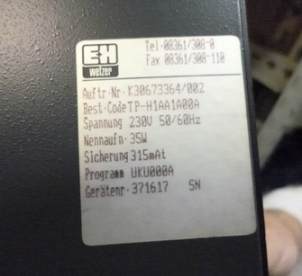 E+H
wetzer
Tel·08361/308-0
Fax 08361/308-110
Auftr·Nr·K30673364/002
Best·Code TP-H1AA1A00A
Spannung 230V 50/60Hz
Nennaufn·35W
Sicherung 315mAt
Programm UKU000A
Gerätenr·371617 SN